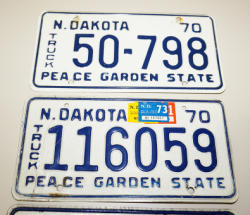 N.DAKOTA 70
TRUCK
50-798
PEACE GARDEN STATE
N.DAKOTA 70
N.D. 73
TRUCK
116059
PEACE GARDEN STATE